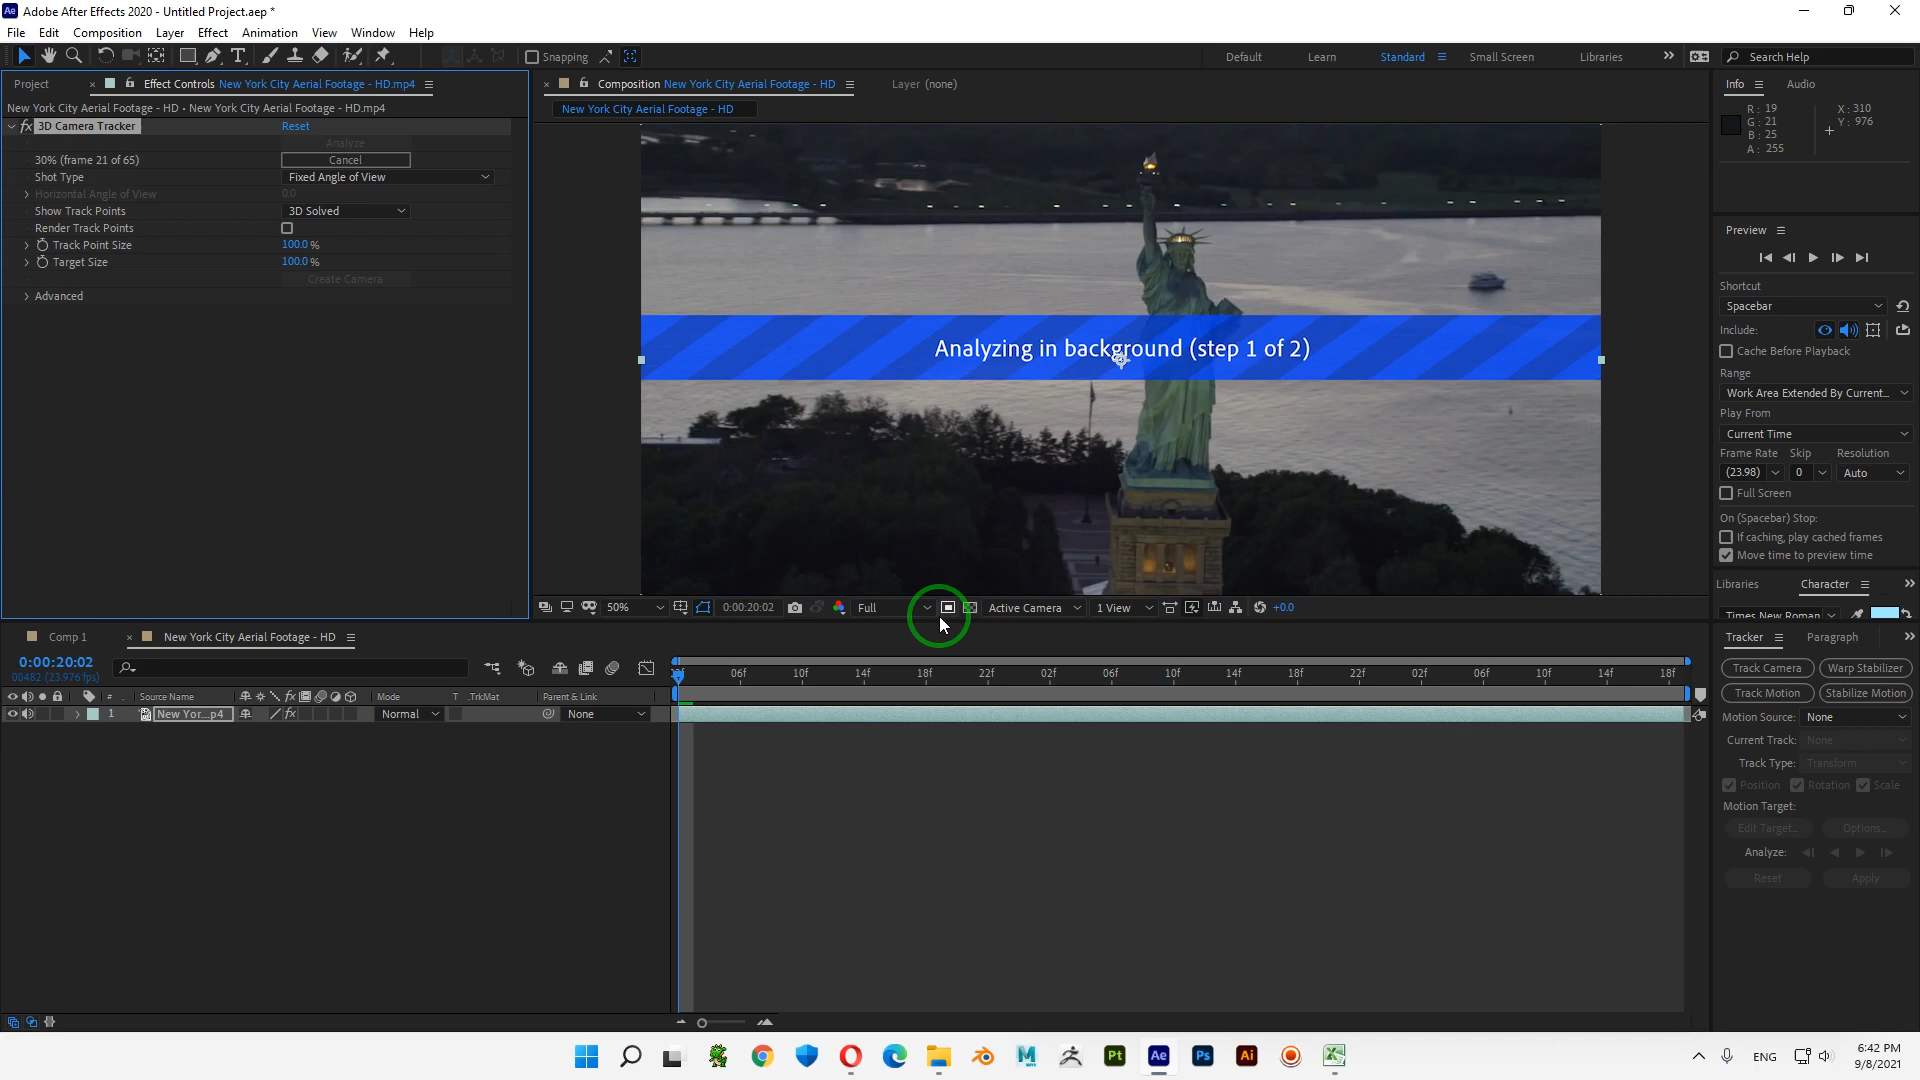 Adobe After Effects 2020 - Untitled Project.aep *
File Edit Composition Layer Effect Animation View Window Help
Snapping
Default Learn Standard Small Screen Libraries
Search Help
Project
Effect Controls New York City Aerial Footage - HD.mp4
New York City Aerial Footage - HD • New York City Aerial Footage - HD.mp4
fx 3D Camera Tracker Reset
Analyze
30% (frame 21 of 65) Cancel
Shot Type Fixed Angle of View
Horizontal Angle of View 0.0
Show Track Points 3D Solved
Render Track Points
Track Point Size 100.0 %
Target Size 100.0 %
Create Camera
Advanced
Composition New York City Aerial Footage - HD
Layer (none)
New York City Aerial Footage - HD
Analyzing in background (step 1 of 2)
50% 0:00:20:02 Full Active Camera 1 View +0.0
Info Audio
R: 19 X: 310
G: 21 Y: 976
B: 25
A: 255
Preview
Shortcut
Spacebar
Include:
Cache Before Playback
Range
Work Area Extended By Current...
Play From
Current Time
Frame Rate Skip Resolution
(23.98) 0 Auto
Full Screen
On (Spacebar) Stop:
If caching, play cached frames
Move time to preview time
Libraries Character
Times New Roman
Tracker Paragraph
Track Camera Warp Stabilizer
Track Motion Stabilize Motion
Motion Source: None
Current Track: None
Track Type: Transform
Position Rotation Scale
Motion Target:
Edit Target... Options...
Analyze:
Reset Apply
Comp 1 New York City Aerial Footage - HD
0:00:20:02
00482 (23.976 fps)
06f 10f 14f 18f 22f 02f 06f 10f 14f 18f 22f 02f 06f 10f 14f 18f
# Source Name fx Mode T .TrkMat Parent & Link
1 New Yor...p4 fx Normal None
Ae Pt Ps Ai
ENG
6:42 PM
9/8/2021